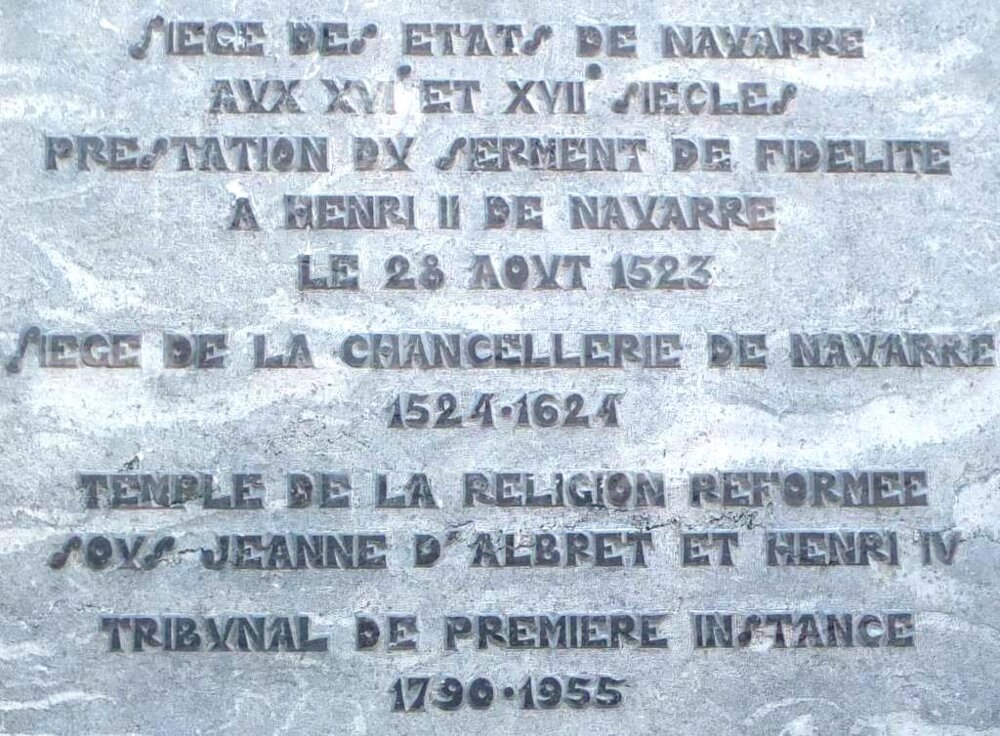 SIEGE DES ETATS DE NAVARRE
AVX XVI° ET XVII° SIECLES
PRESTATION DV SERMENT DE FIDELITE
A HENRI II DE NAVARRE
LE 28 AOVT 1523
SIEGE DE LA CHANCELLERIE DE NAVARRE
1524·1624
TEMPLE DE LA RELIGION REFORMEE
SOVS JEANNE D'ALBRET ET HENRI IV
TRIBVNAL DE PREMIERE INSTANCE
1790·1955